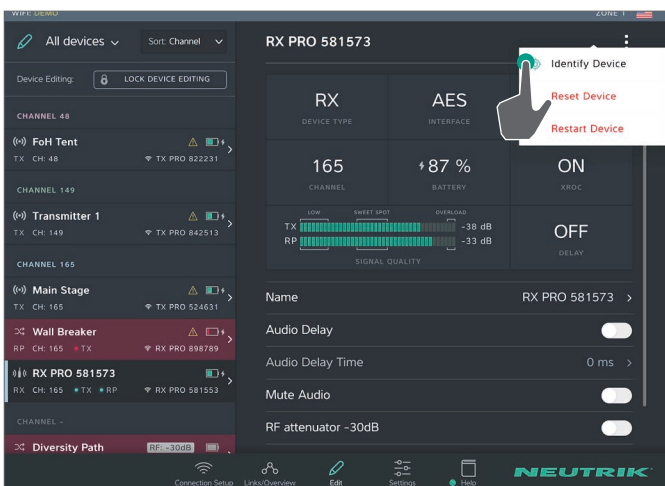 WIFI: DEMO
ZONE 1
All devices
Sort: Channel
Device Editing:
LOCK DEVICE EDITING
CHANNEL 48
FoH Tent
TX CH: 48
TX PRO 822231
CHANNEL 149
Transmitter 1
TX CH: 149
TX PRO 842513
CHANNEL 165
Main Stage
TX CH: 165
TX PRO 524631
Wall Breaker
RP CH: 165 TX
RX PRO 898789
RX PRO 581573
RX CH: 165 TX RP
RX PRO 581553
CHANNEL -
Diversity Path
RF: -30dB
RX PRO 581573
Identify Device
Reset Device
Restart Device
RX
DEVICE TYPE
AES
INTERFACE
165
CHANNEL
87 %
BATTERY
ON
XROC
LOW SWEET SPOT OVERLOAD
TX -38 dB
RP -33 dB
SIGNAL QUALITY
OFF
DELAY
Name RX PRO 581573
Audio Delay
Audio Delay Time 0 ms
Mute Audio
RF attenuator -30dB
Connection Setup
Links/Overview
Edit
Settings
Help
NEUTRIK